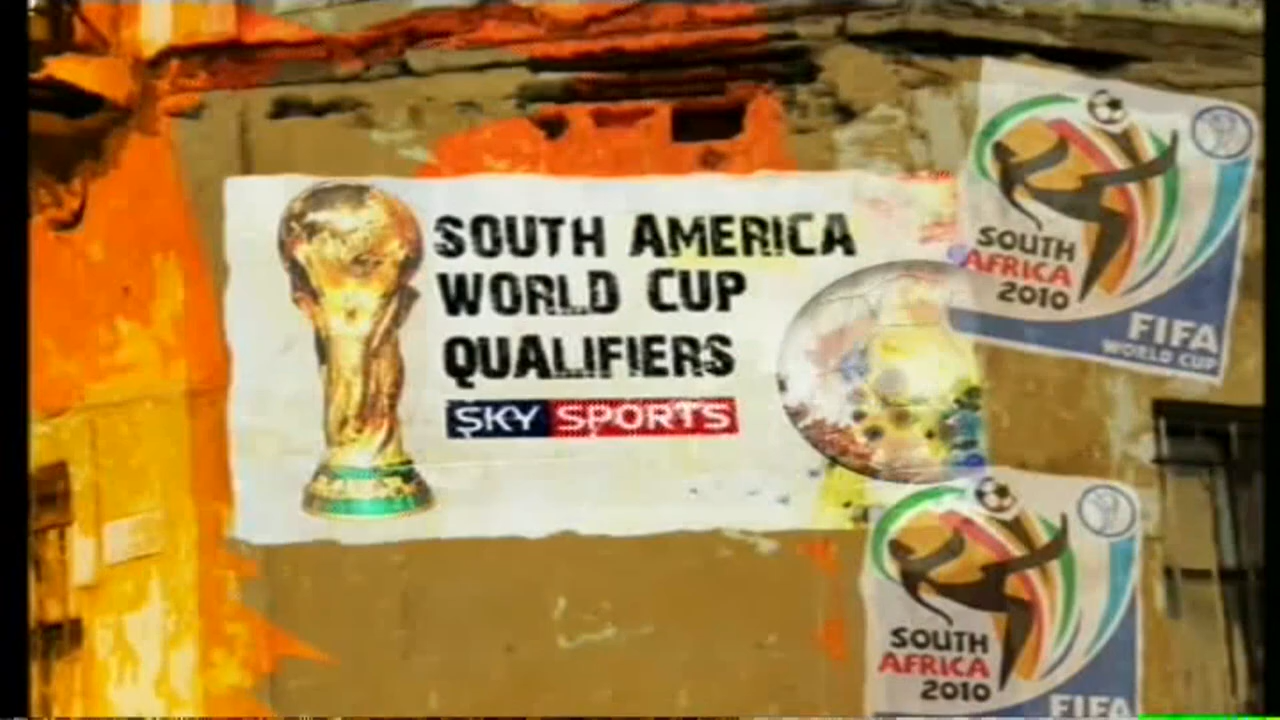 SOUTH AMERICA
WORLD CUP
QUALIFIERS
SKY SPORTS
SOUTH
AFRICA
2010
FIFA
WORLD CUP
SOUTH
AFRICA
2010
FIFA